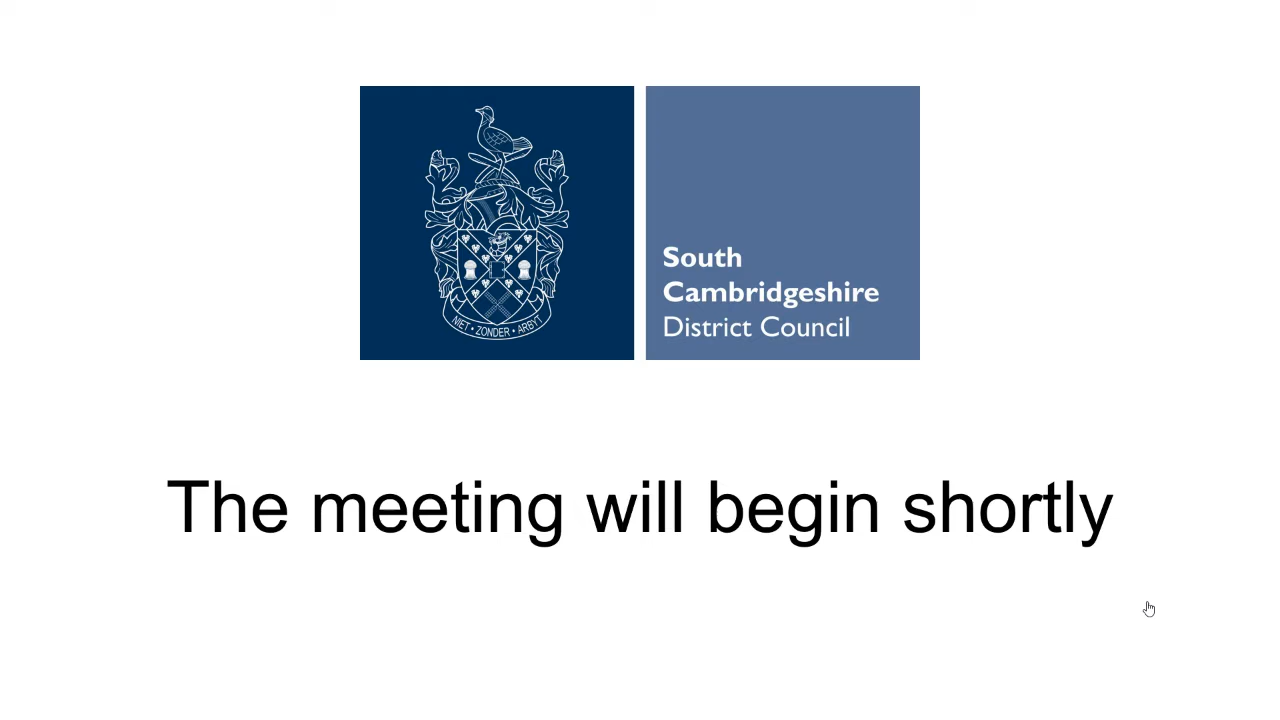 NIET • ZONDER • ARBYT
South
Cambridgeshire
District Council
The meeting will begin shortly